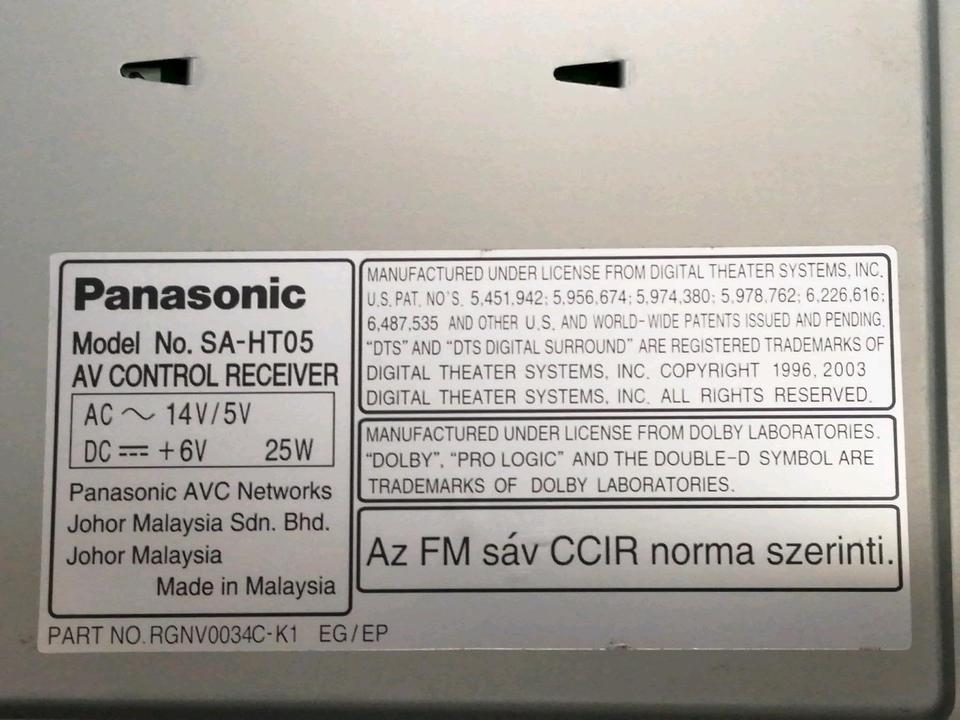 Panasonic
Model No. SA-HT05
AV CONTROL RECEIVER
AC ∼ 14V/5V
DC ⎓ +6V 25W
Panasonic AVC Networks
Johor Malaysia Sdn. Bhd.
Johor Malaysia
Made in Malaysia
MANUFACTURED UNDER LICENSE FROM DIGITAL THEATER SYSTEMS, INC.
U.S. PAT. NO'S. 5,451,942; 5,956,674; 5,974,380; 5,978,762; 6,226,616;
6,487,535 AND OTHER U.S. AND WORLD-WIDE PATENTS ISSUED AND PENDING.
“DTS” AND “DTS DIGITAL SURROUND” ARE REGISTERED TRADEMARKS OF
DIGITAL THEATER SYSTEMS, INC. COPYRIGHT 1996, 2003
DIGITAL THEATER SYSTEMS, INC. ALL RIGHTS RESERVED.
MANUFACTURED UNDER LICENSE FROM DOLBY LABORATORIES.
“DOLBY”, “PRO LOGIC” AND THE DOUBLE-D SYMBOL ARE
TRADEMARKS OF DOLBY LABORATORIES.
Az FM sáv CCIR norma szerinti.
PART NO. RGNV0034C-K1 EG/EP